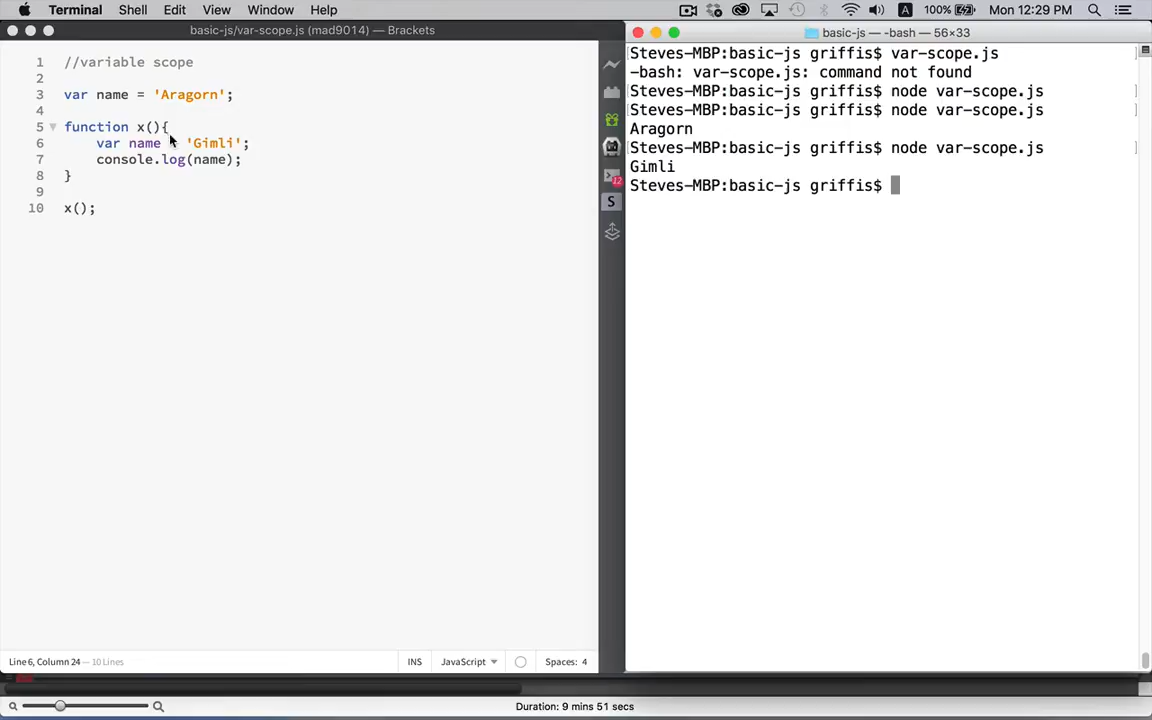 Terminal Shell Edit View Window Help 100% Mon 12:29 PM
basic-js/var-scope.js (mad9014) — Brackets
1 //variable scope
2
3 var name = 'Aragorn';
4
5 function x(){
6 var name 'Gimli';
7 console.log(name);
8 }
9
10 x();
Line 6, Column 24 — 10 Lines
INS JavaScript Spaces: 4
12
S
basic-js — -bash — 56×33
Steves-MBP:basic-js griffis$ var-scope.js
-bash: var-scope.js: command not found
Steves-MBP:basic-js griffis$ node var-scope.js
Steves-MBP:basic-js griffis$ node var-scope.js
Aragorn
Steves-MBP:basic-js griffis$ node var-scope.js
Gimli
Steves-MBP:basic-js griffis$
Duration: 9 mins 51 secs